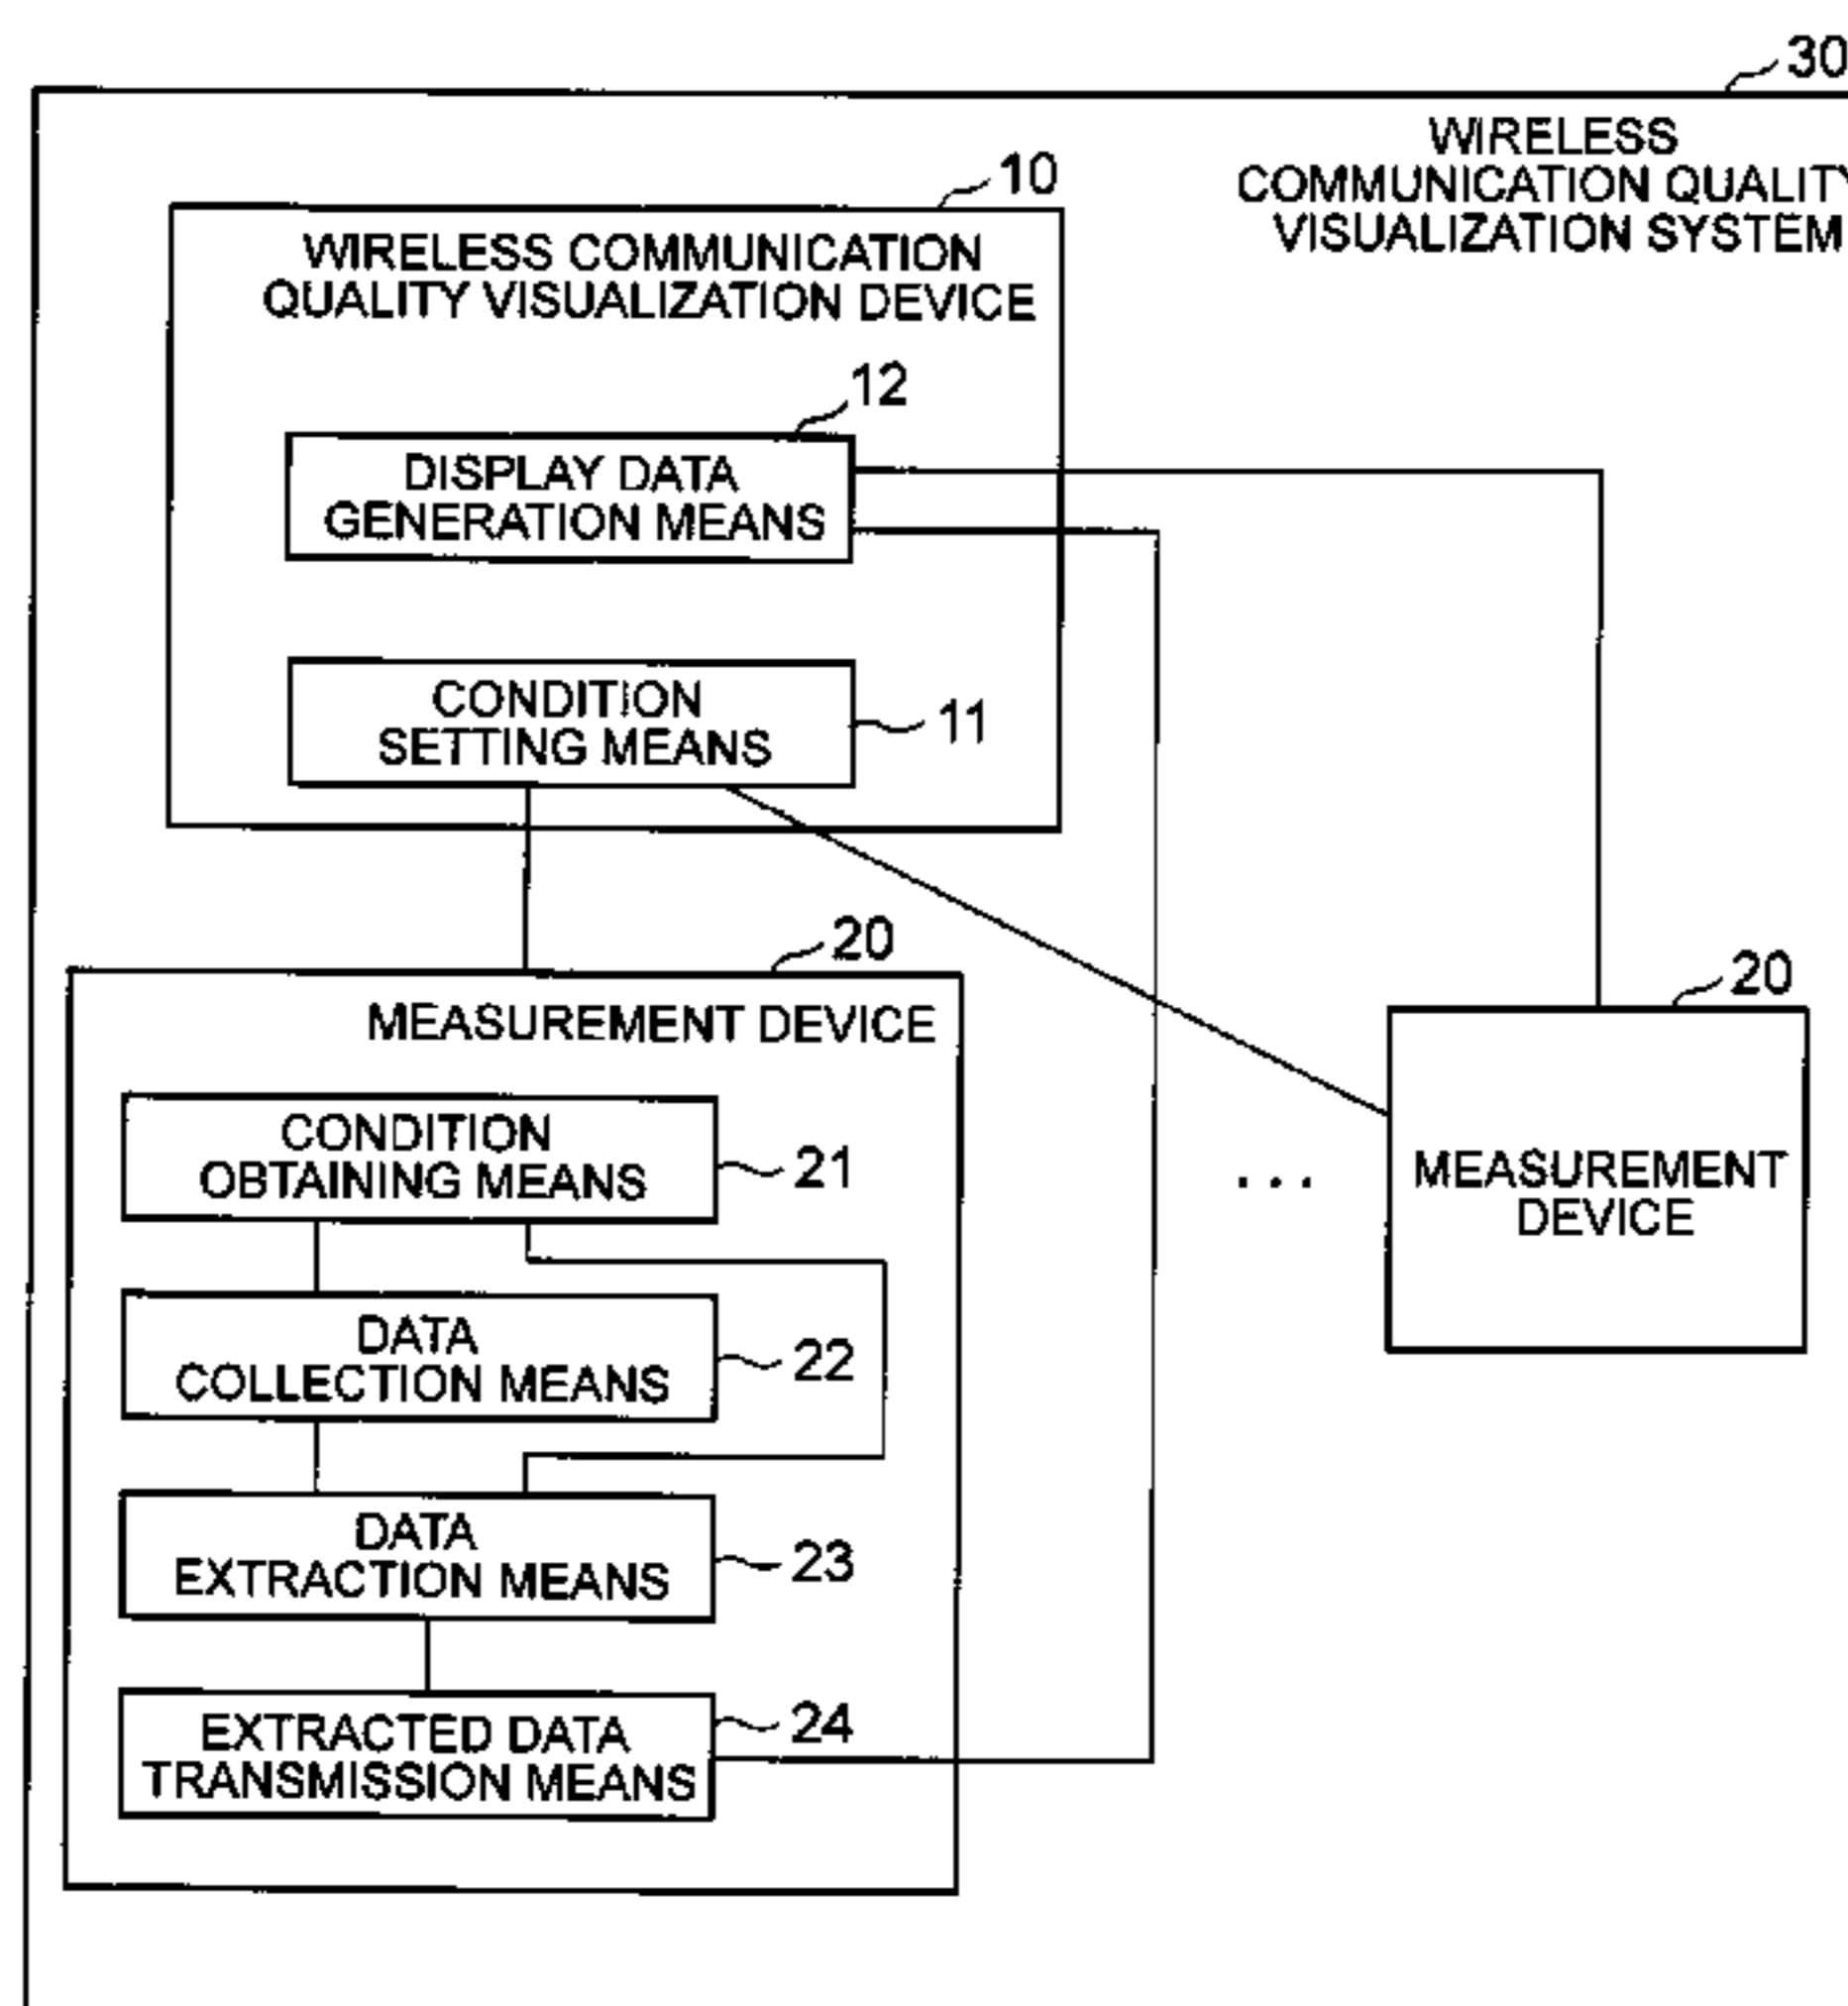 30
WIRELESS
COMMUNICATION QUALITY
VISUALIZATION SYSTEM
10
WIRELESS COMMUNICATION
QUALITY VISUALIZATION DEVICE
12
DISPLAY DATA
GENERATION MEANS
CONDITION
SETTING MEANS
11
20
MEASUREMENT DEVICE
CONDITION
OBTAINING MEANS
21
DATA
COLLECTION MEANS
22
DATA
EXTRACTION MEANS
23
EXTRACTED DATA
TRANSMISSION MEANS
24
...
20
MEASUREMENT
DEVICE